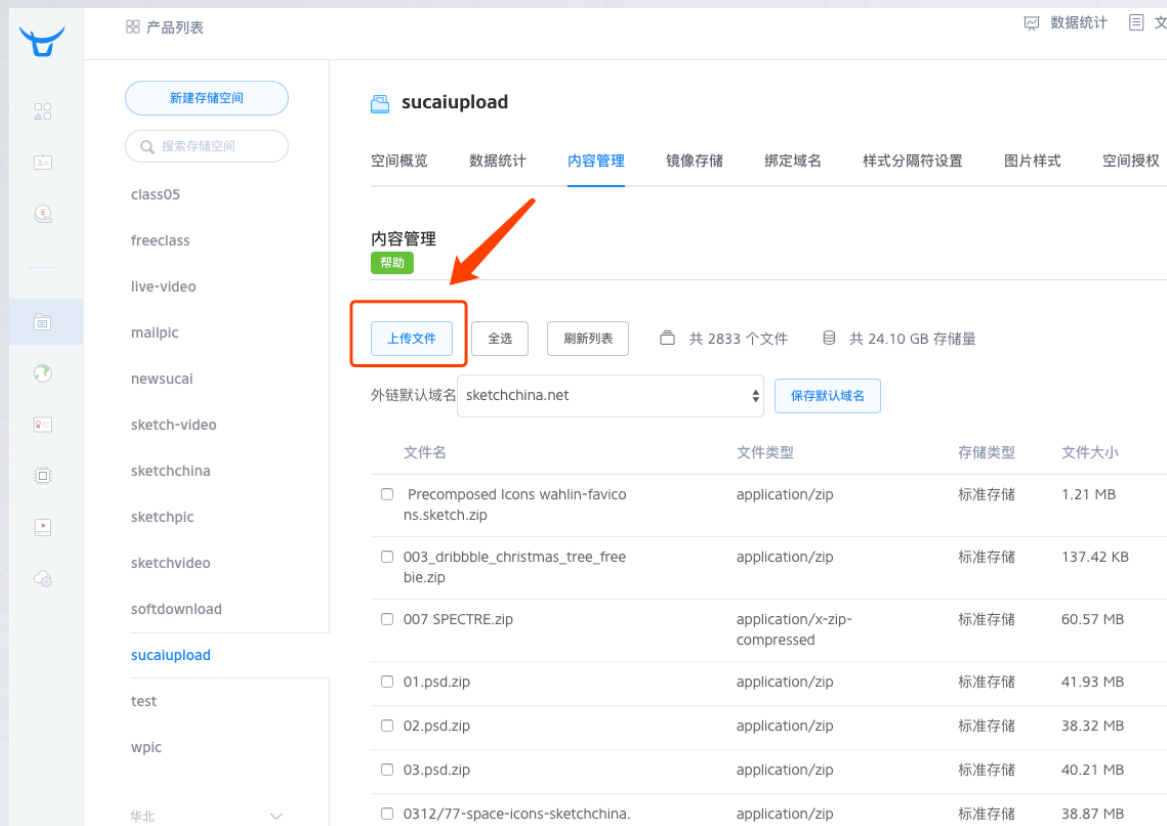 产品列表
数据统计
文
新建存储空间
搜索存储空间
class05
freeclass
live-video
mailpic
newsucai
sketch-video
sketchchina
sketchpic
sketchvideo
softdownload
sucaiupload
test
wpic
华北
sucaiupload
空间概览 数据统计 内容管理 镜像存储 绑定域名 样式分隔符设置 图片样式 空间授权
内容管理
帮助
上传文件 全选 刷新列表 共 2833 个文件 共 24.10 GB 存储量
外链默认域名 sketchchina.net 保存默认域名
文件名 文件类型 存储类型 文件大小
Precomposed Icons wahlin-favico application/zip 标准存储 1.21 MB
ns.sketch.zip
003_dribbble_christmas_tree_free application/zip 标准存储 137.42 KB
bie.zip
007 SPECTRE.zip application/x-zip- 标准存储 60.57 MB
compressed
01.psd.zip application/zip 标准存储 41.93 MB
02.psd.zip application/zip 标准存储 38.32 MB
03.psd.zip application/zip 标准存储 40.21 MB
0312/77-space-icons-sketchchina. application/zip 标准存储 38.87 MB